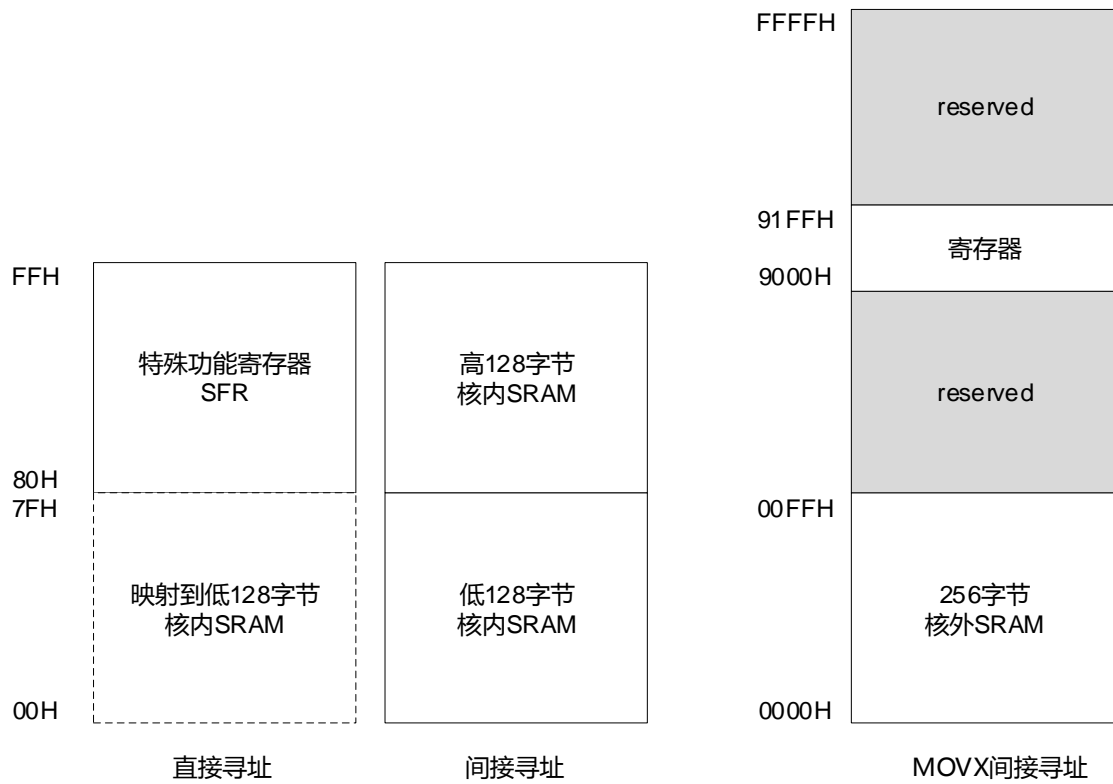 FFFFH
reserved
91FFH
寄存器
9000H
FFH
特殊功能寄存器
SFR
高128字节
核内SRAM
reserved
80H
7FH
00FFH
映射到低128字节
核内SRAM
低128字节
核内SRAM
256字节
核外SRAM
00H
0000H
直接寻址
间接寻址
MOVX间接寻址